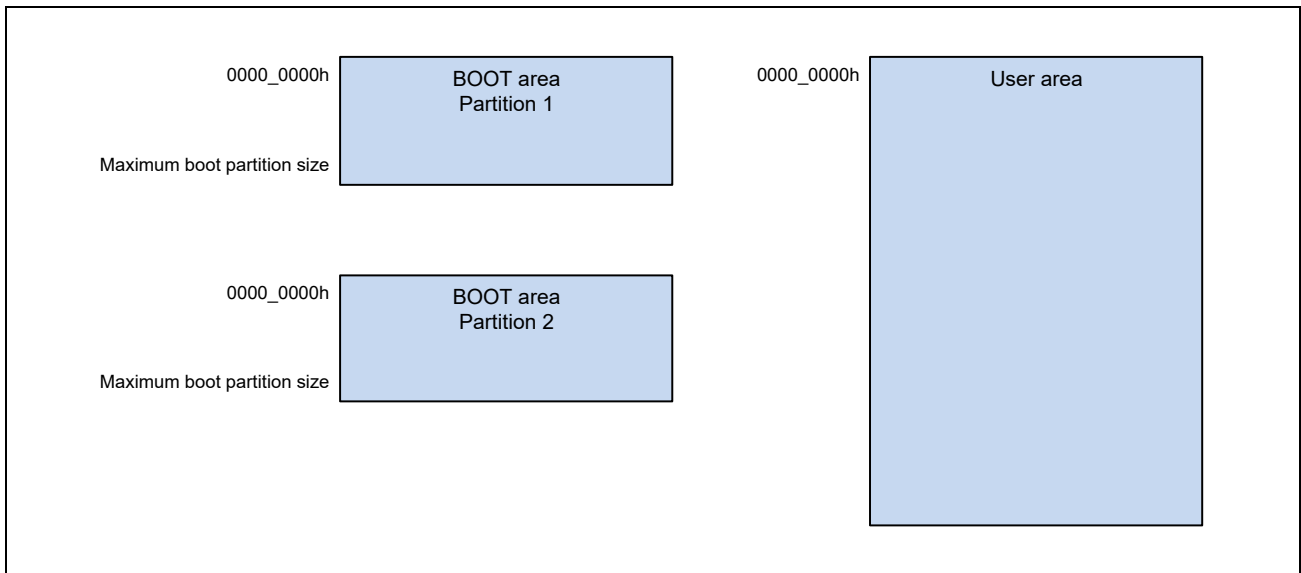 0000_0000h
BOOT area
Partition 1
Maximum boot partition size
0000_0000h
BOOT area
Partition 2
Maximum boot partition size
0000_0000h
User area